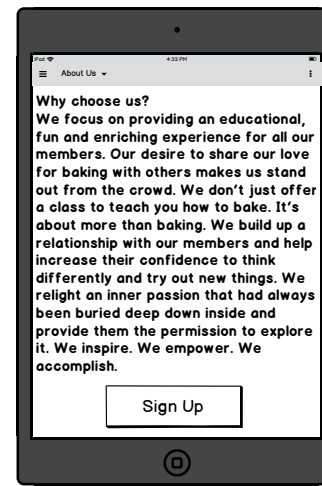 iPad 4:33 PM
About Us
Why choose us?
We focus on providing an educational,
fun and enriching experience for all our
members. Our desire to share our love
for baking with others makes us stand
out from the crowd. We don't just offer
a class to teach you how to bake. It's
about more than baking. We build up a
relationship with our members and help
increase their confidence to think
differently and try out new things. We
relight an inner passion that had always
been buried deep down inside and
provide them the permission to explore
it. We inspire. We empower. We
accomplish.
Sign Up